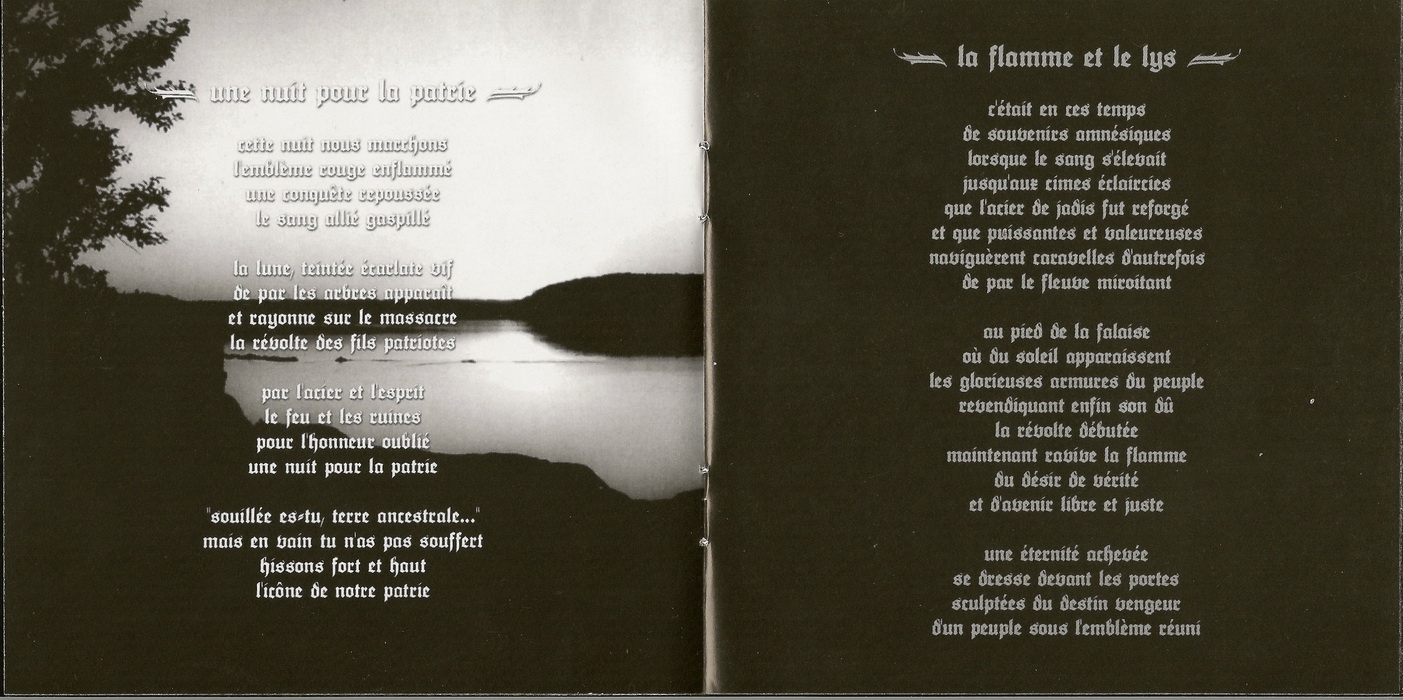 une nuit pour la patrie
cette nuit nous marchons
l'emblème rouge enflammé
une conquête repoussée
le sang allié gaspillé
la lune, teintée écarlate vif
de par les arbres apparaît
et rayonne sur le massacre
la révolte des fils patriotes
par l'acier et l'esprit
le feu et les ruines
pour l'honneur oublié
une nuit pour la patrie
"souillée es-tu, terre ancestrale..."
mais en vain tu n'as pas souffert
hissons fort et haut
l'icône de notre patrie
la flamme et le lys
c'était en ces temps
de souvenirs amnésiques
lorsque le sang s'élevait
jusqu'aux cimes éclaircies
que l'acier de jadis fut reforgé
et que puissantes et valeureuses
naviguèrent caravelles d'autrefois
de par le fleuve miroitant
au pied de la falaise
où du soleil apparaissent
les glorieuses armures du peuple
revendiquant enfin son dû
la révolte débutée
maintenant ravive la flamme
du désir de vérité
et d'avenir libre et juste
une éternité achevée
se dresse devant les portes
sculptées du destin vengeur
d'un peuple sous l'emblème réuni